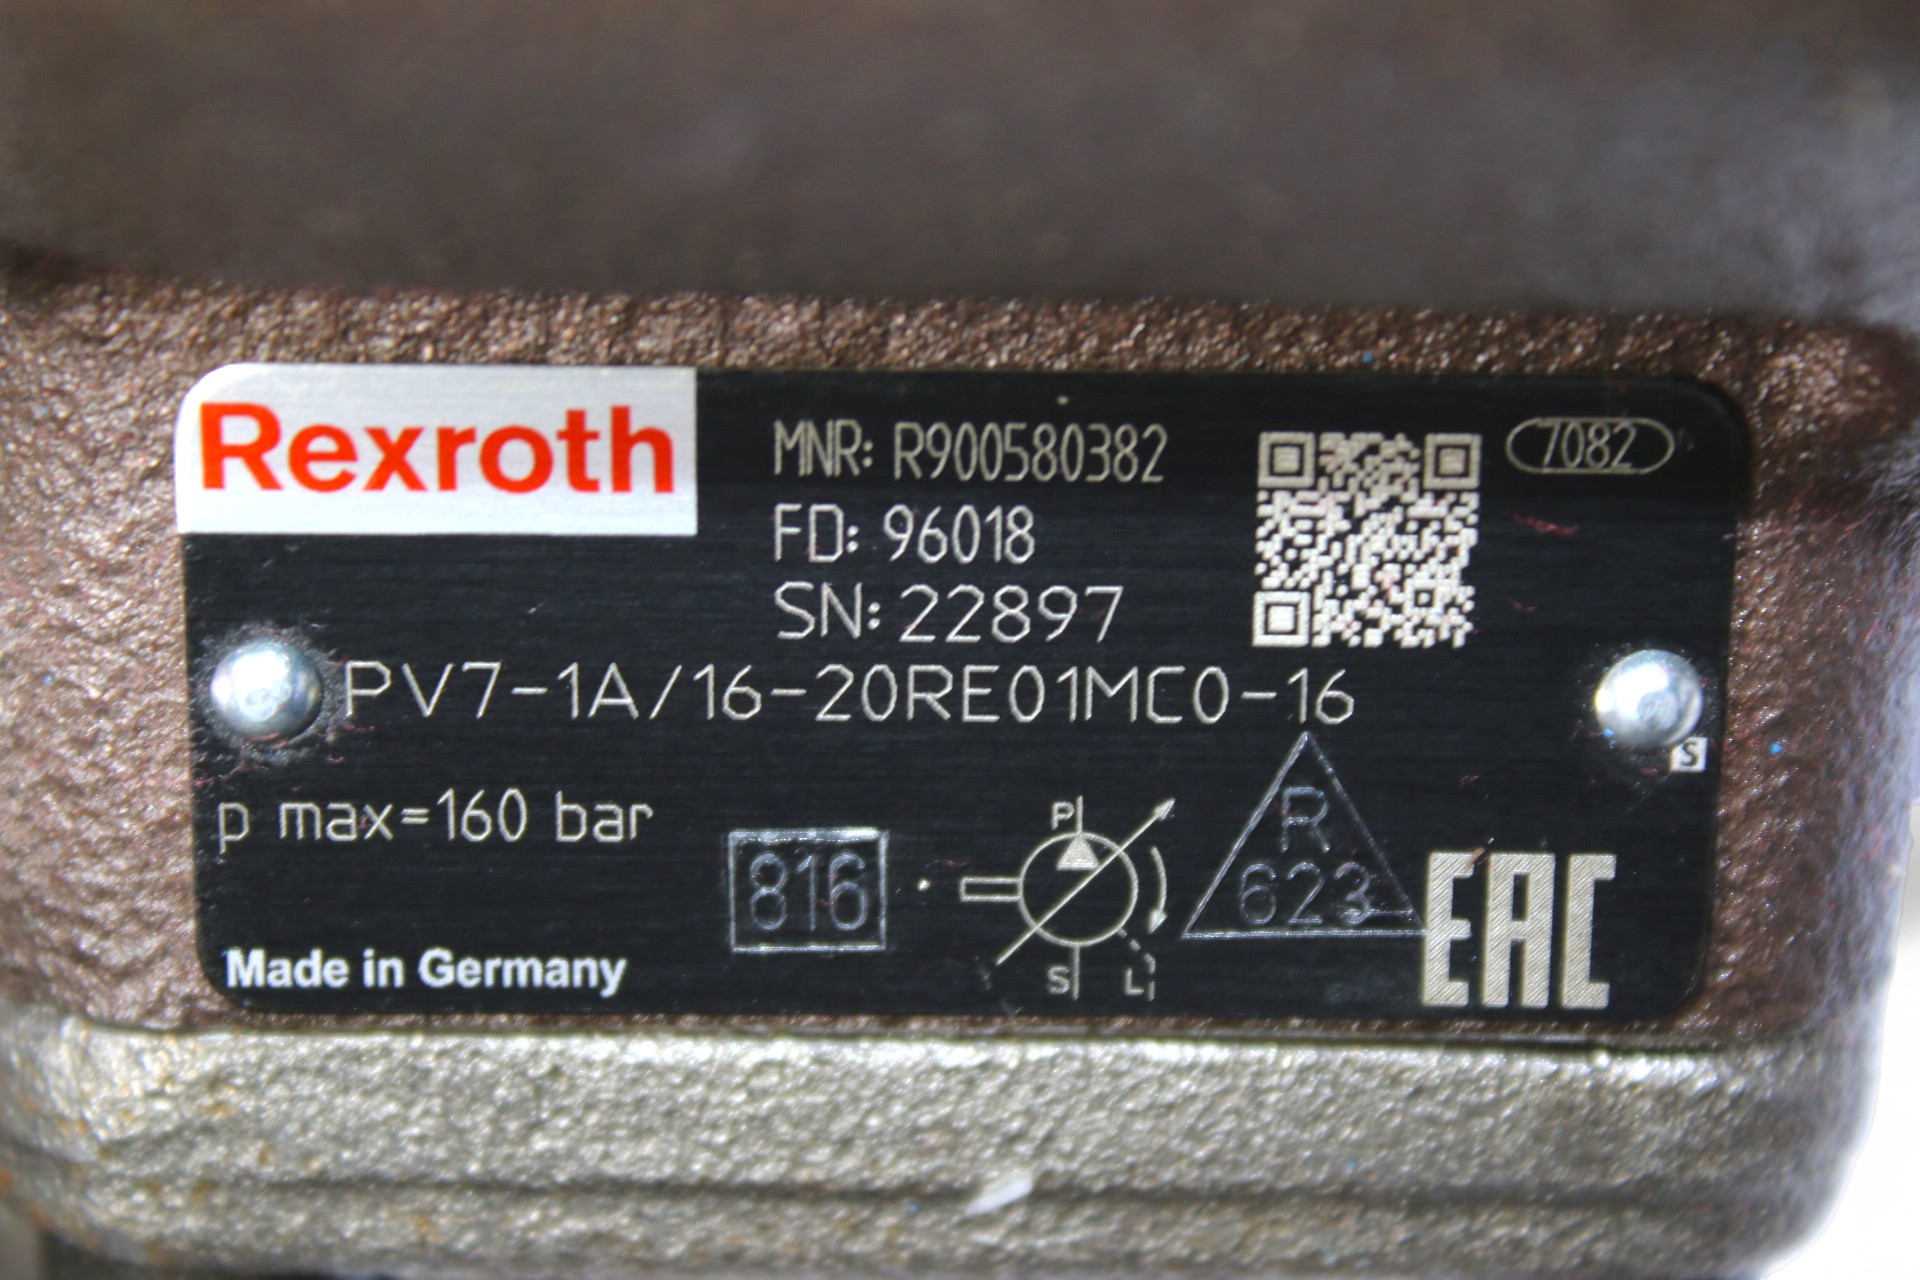 Rexroth
MNR: R900580382
7082
FD: 96018
SN: 22897
PV7-1A/16-20RE01MC0-16
S
p max=160 bar
816
P
S
L
R
623
EAC
Made in Germany